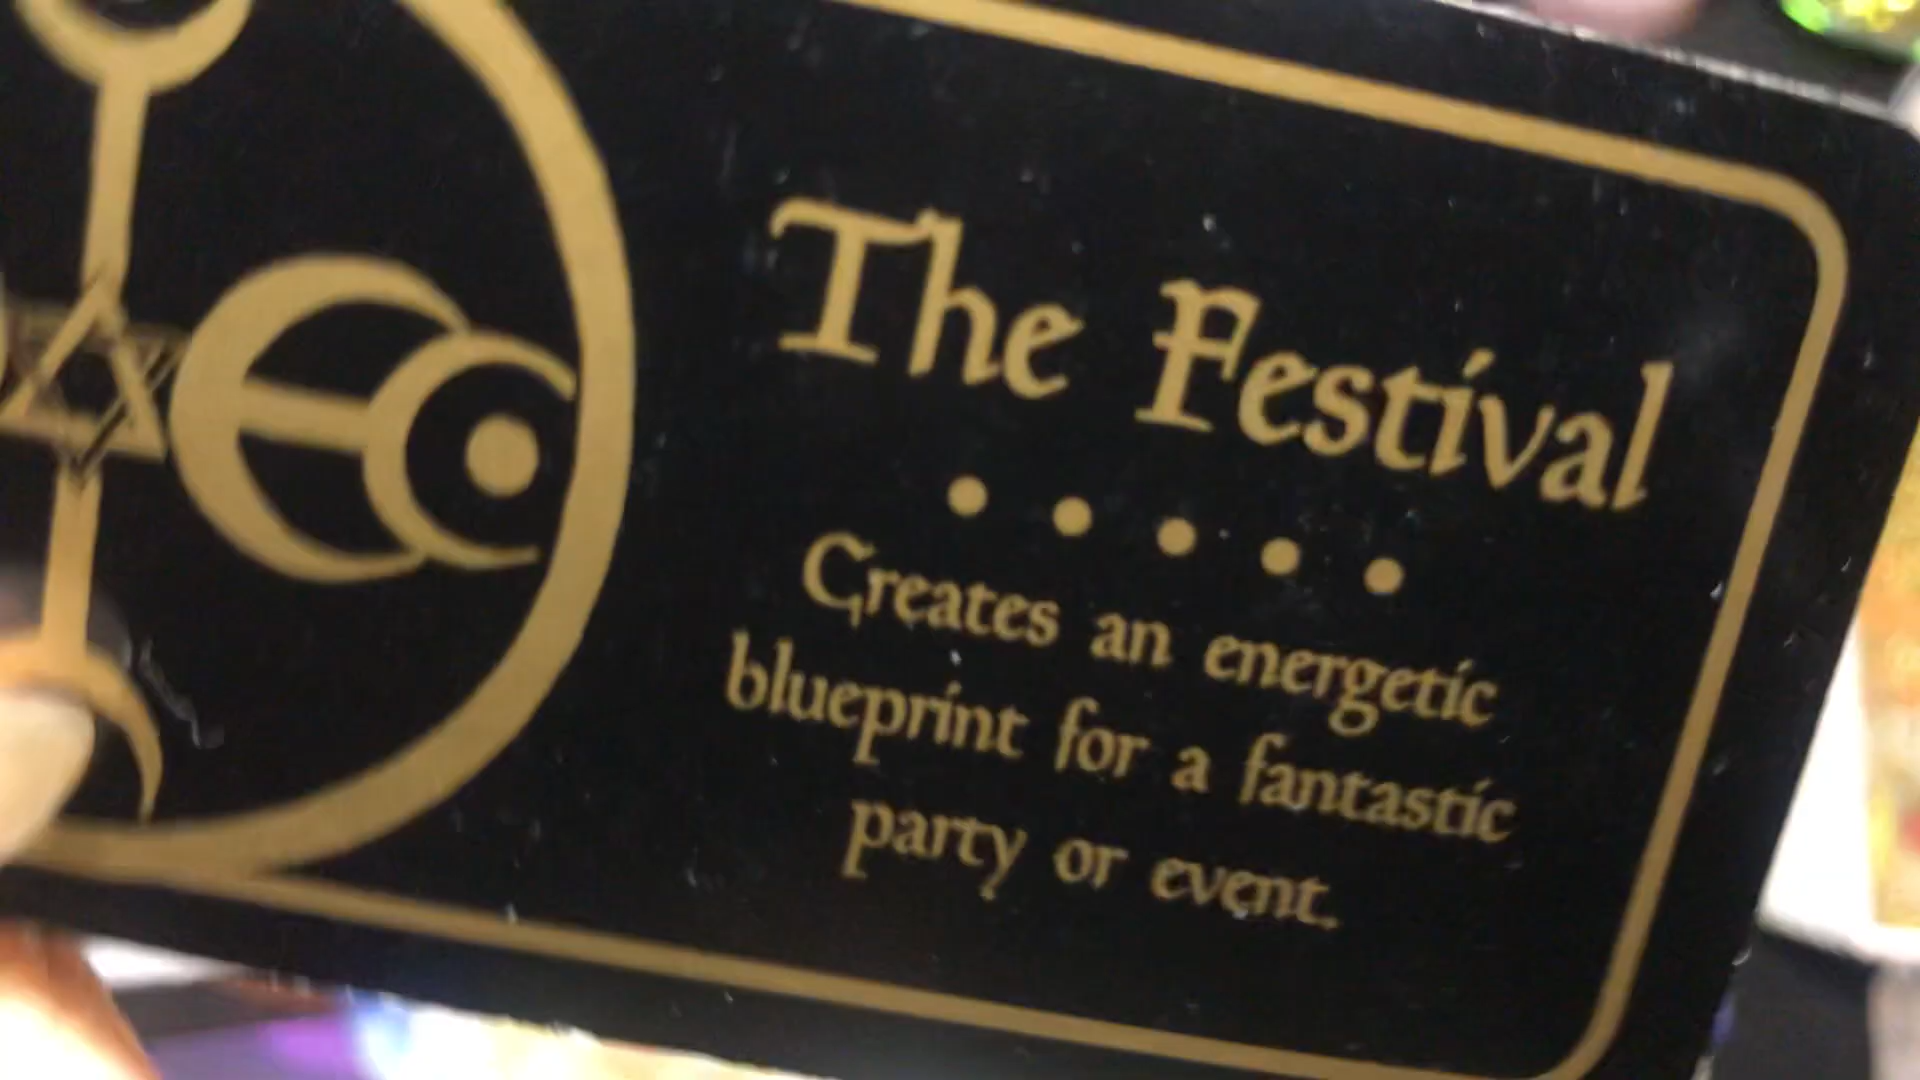 The Festival
• • • • •
Creates an energetic
blueprint for a fantastic
party or event.